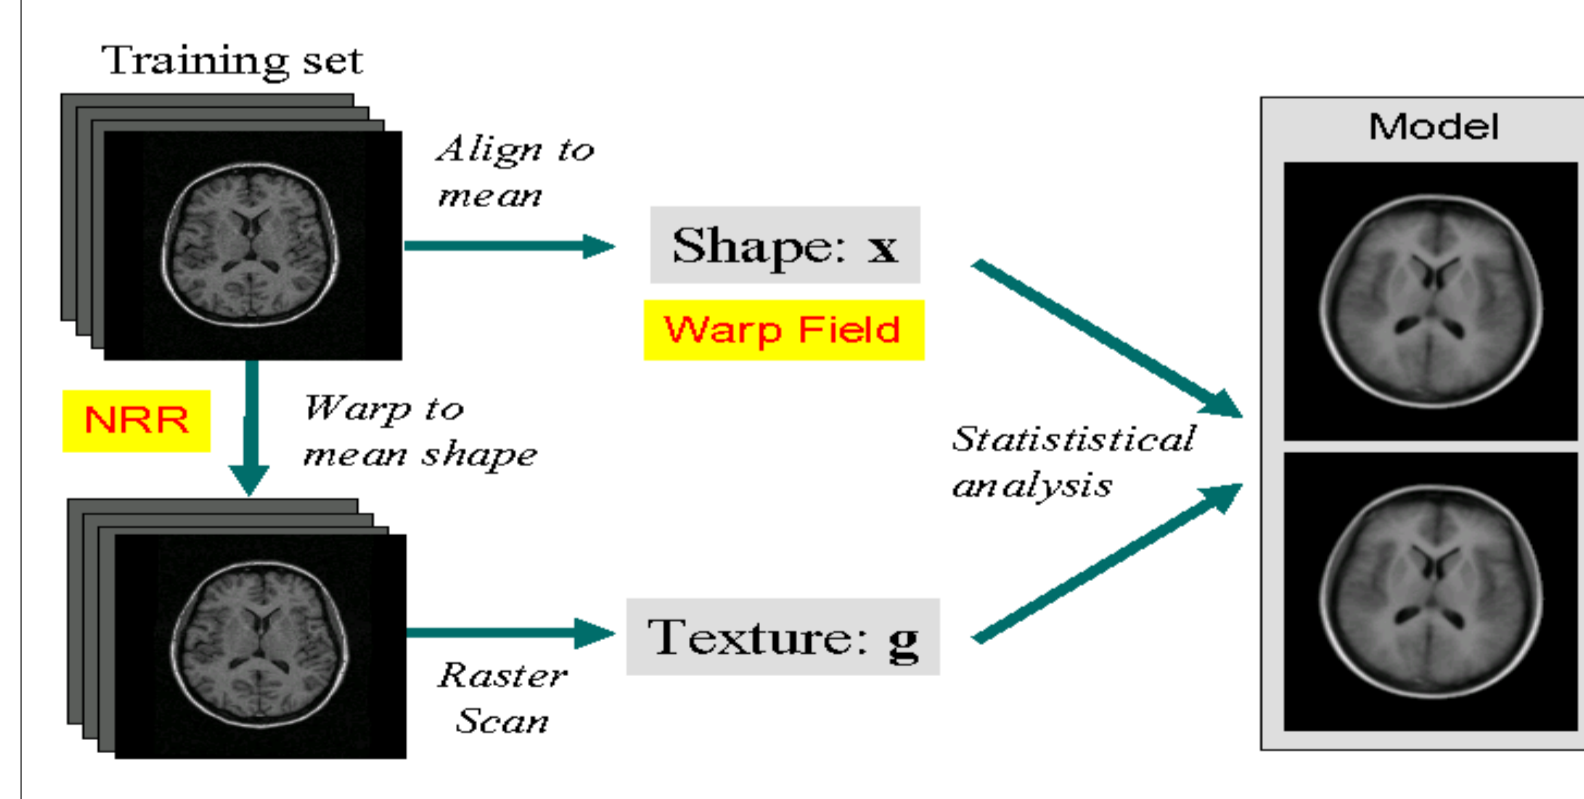 Training set
Align to
mean
Model
Shape: x
Warp Field
NRR
Warp to
mean shape
Statististical
analysis
Texture: g
Raster
Scan